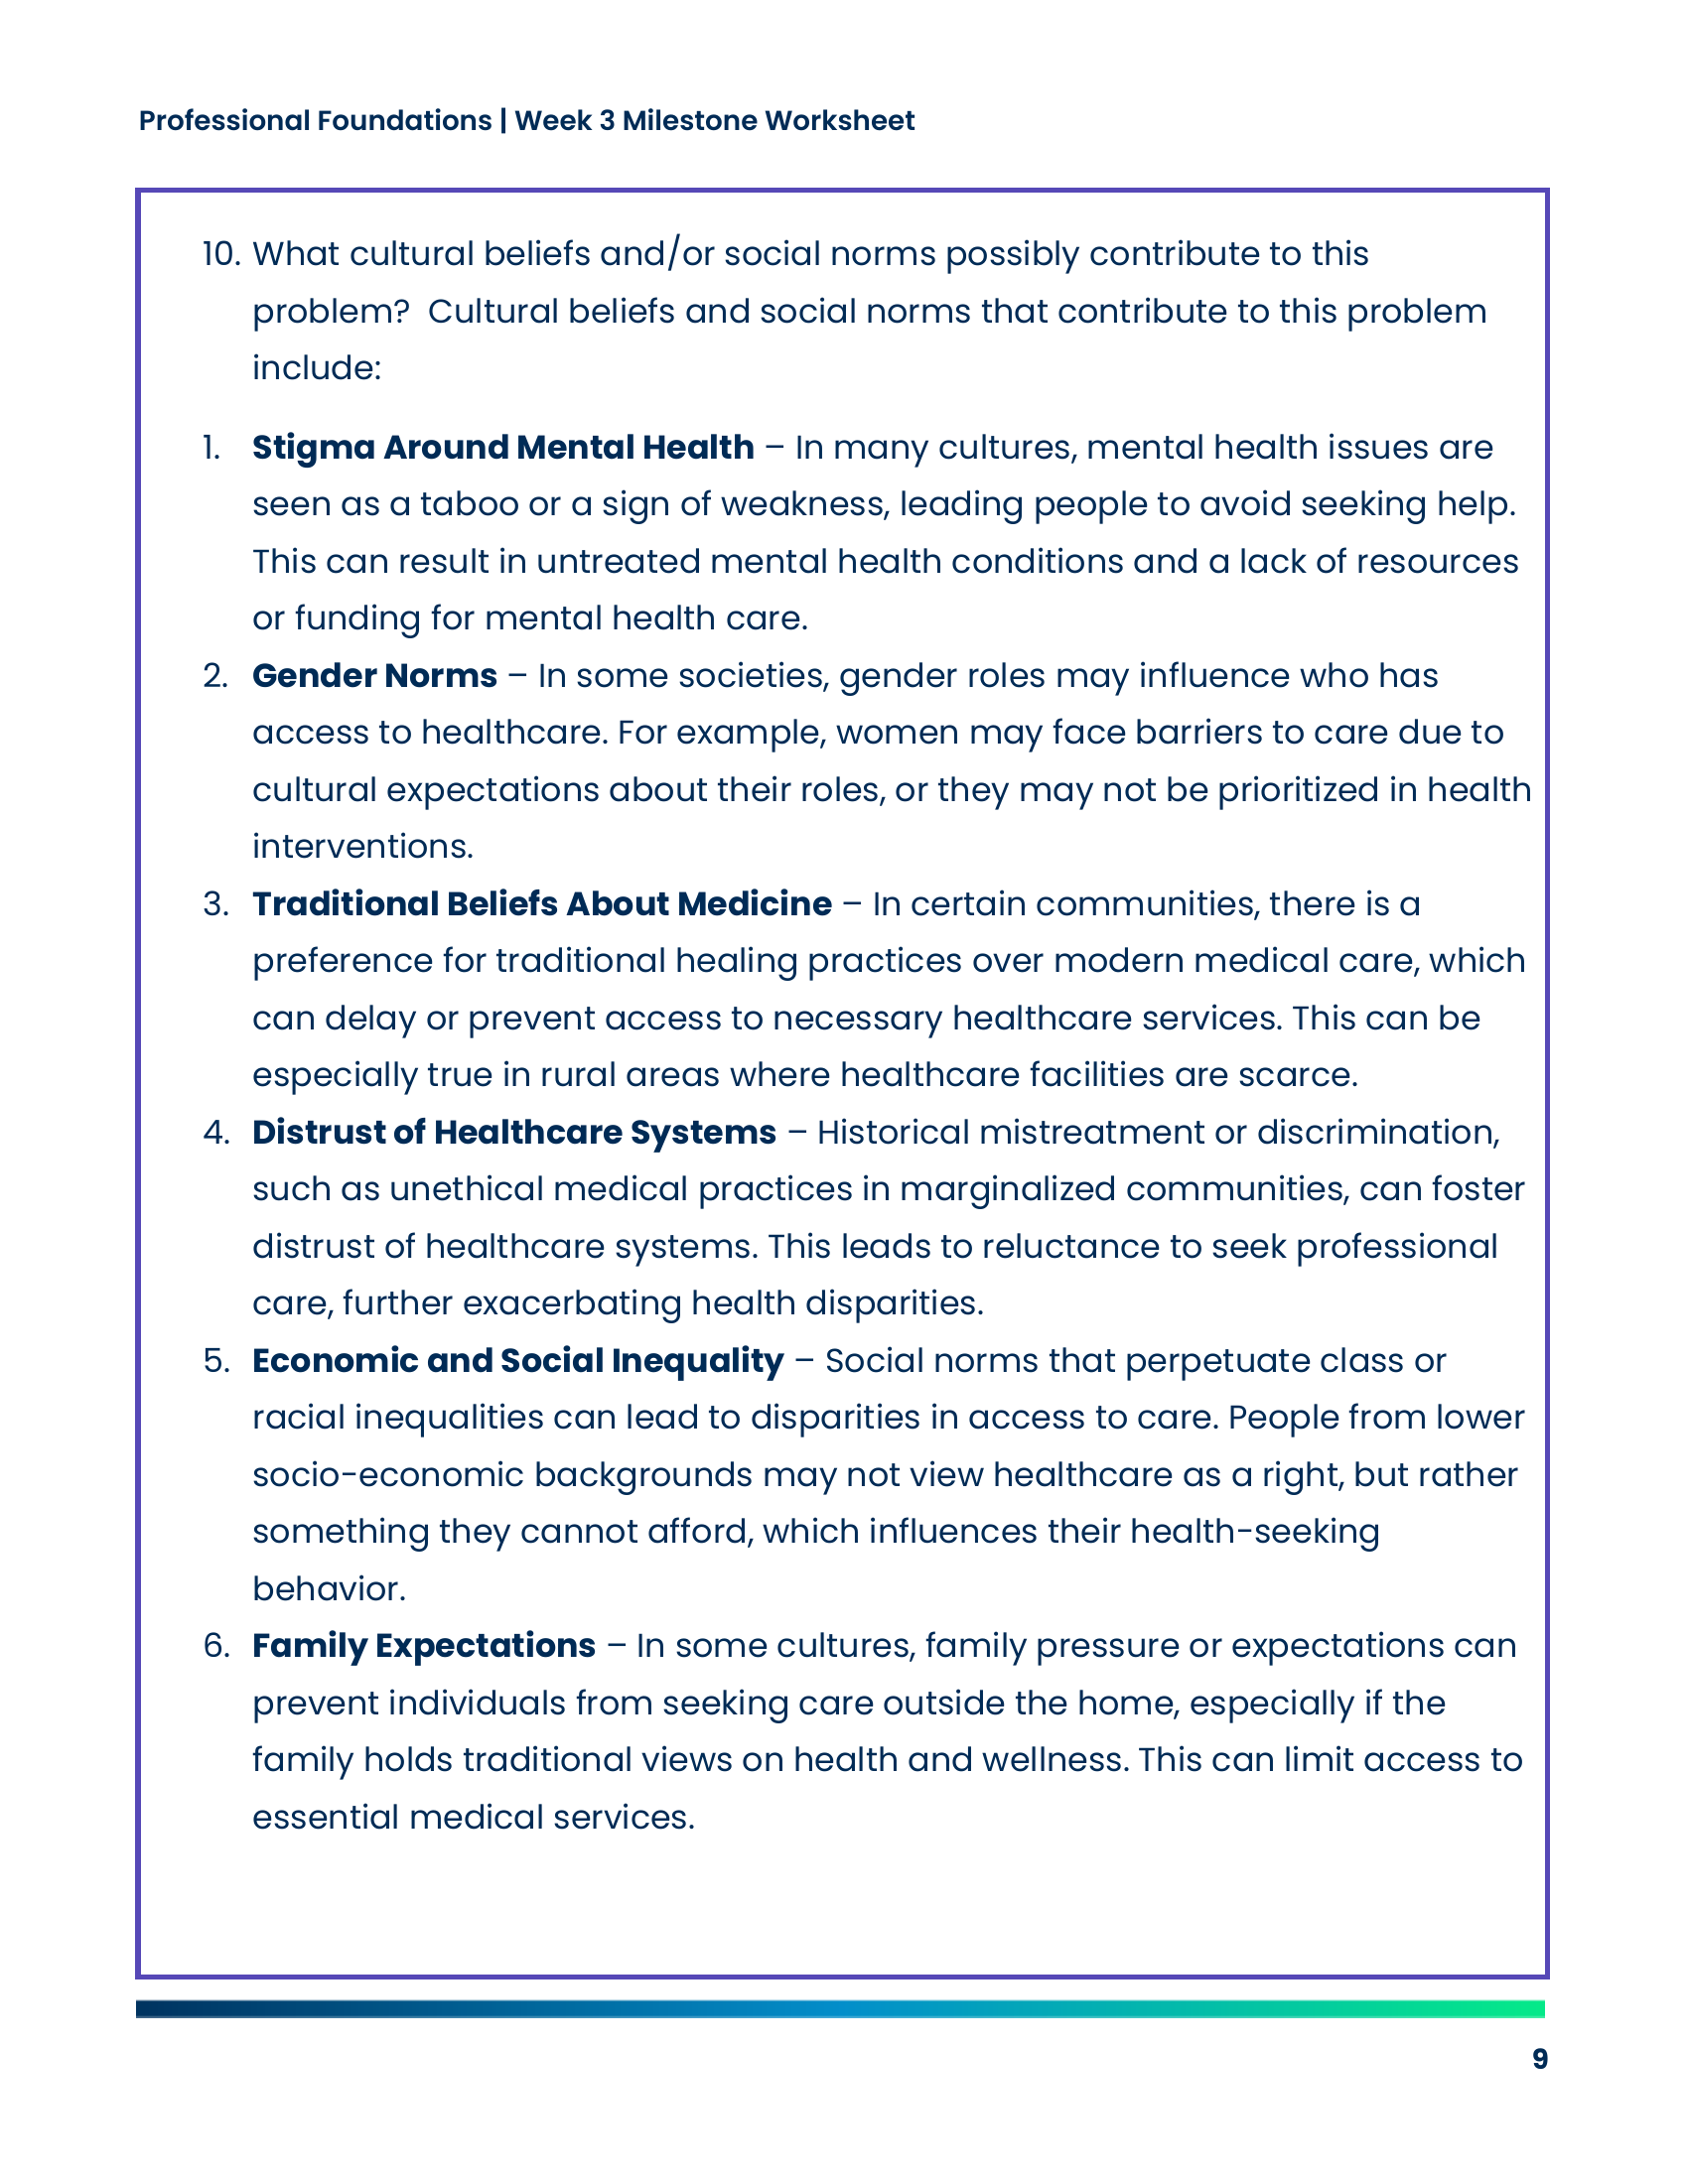 Professional Foundations | Week 3 Milestone Worksheet
10. What cultural beliefs and/or social norms possibly contribute to this
problem?  Cultural beliefs and social norms that contribute to this problem
include:
1. Stigma Around Mental Health – In many cultures, mental health issues are
seen as a taboo or a sign of weakness, leading people to avoid seeking help.
This can result in untreated mental health conditions and a lack of resources
or funding for mental health care.
2. Gender Norms – In some societies, gender roles may influence who has
access to healthcare. For example, women may face barriers to care due to
cultural expectations about their roles, or they may not be prioritized in health
interventions.
3. Traditional Beliefs About Medicine – In certain communities, there is a
preference for traditional healing practices over modern medical care, which
can delay or prevent access to necessary healthcare services. This can be
especially true in rural areas where healthcare facilities are scarce.
4. Distrust of Healthcare Systems – Historical mistreatment or discrimination,
such as unethical medical practices in marginalized communities, can foster
distrust of healthcare systems. This leads to reluctance to seek professional
care, further exacerbating health disparities.
5. Economic and Social Inequality – Social norms that perpetuate class or
racial inequalities can lead to disparities in access to care. People from lower
socio-economic backgrounds may not view healthcare as a right, but rather
something they cannot afford, which influences their health-seeking
behavior.
6. Family Expectations – In some cultures, family pressure or expectations can
prevent individuals from seeking care outside the home, especially if the
family holds traditional views on health and wellness. This can limit access to
essential medical services.
9